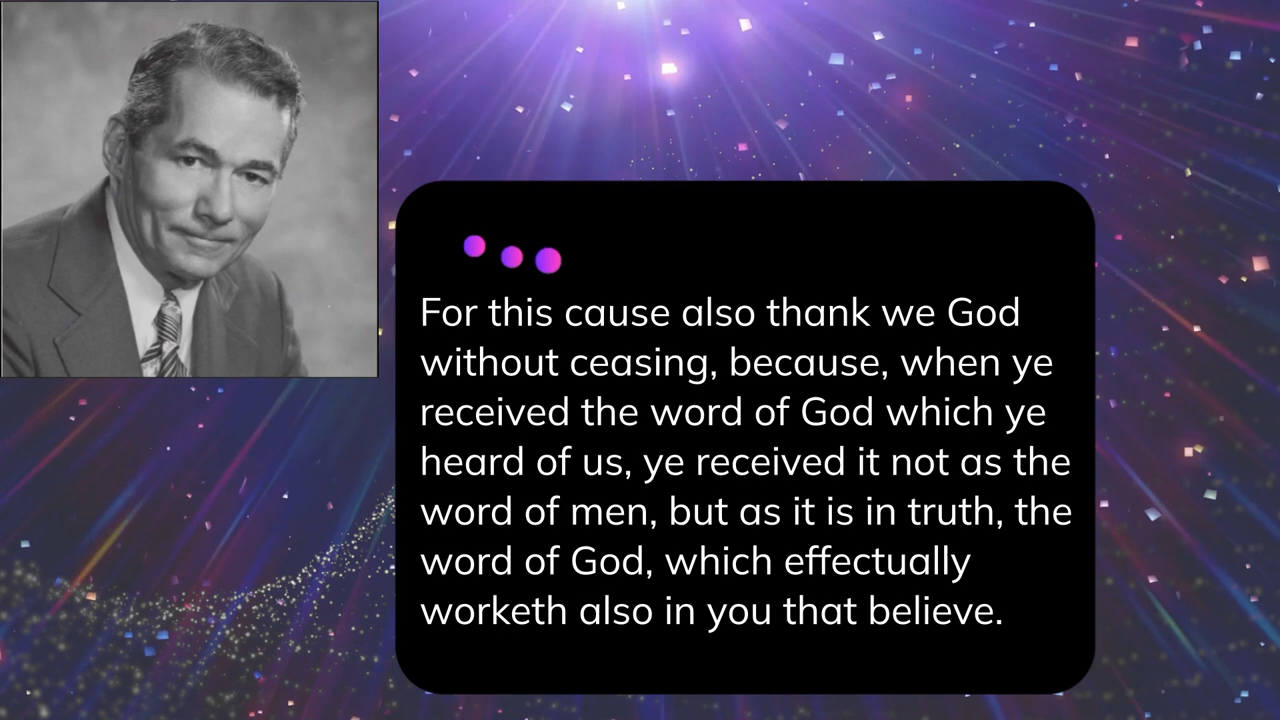 For this cause also thank we God
without ceasing, because, when ye
received the word of God which ye
heard of us, ye received it not as the
word of men, but as it is in truth, the
word of God, which effectually
worketh also in you that believe.